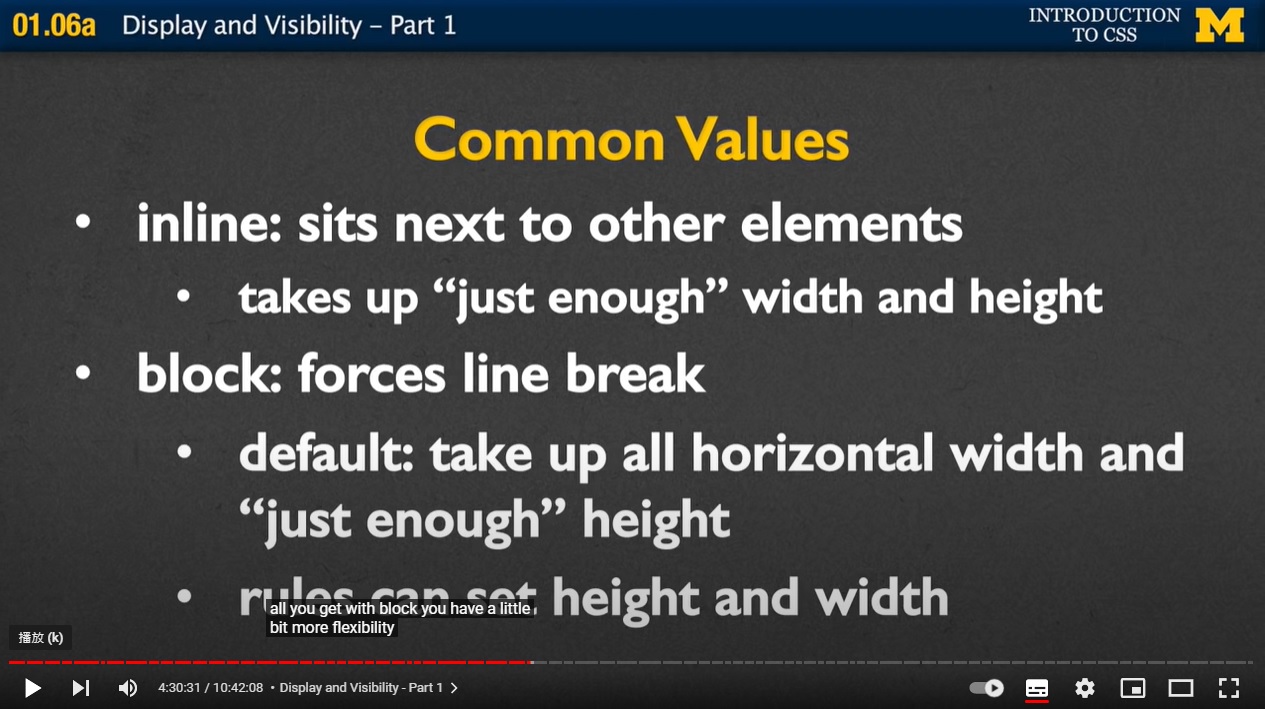 01.06a Display and Visibility – Part 1
INTRODUCTION
TO CSS
M
Common Values
• inline: sits next to other elements
• takes up “just enough” width and height
• block: forces line break
• default: take up all horizontal width and
“just enough” height
• rules can set height and width
all you get with block you have a little
bit more flexibility
播放 (k)
4:30:31 / 10:42:08 • Display and Visibility - Part 1